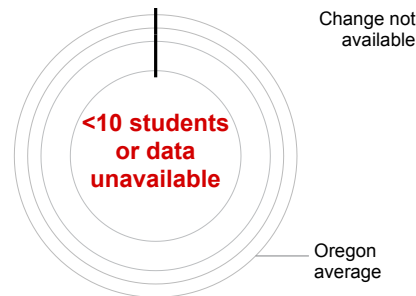 Change not
available
<10 students
or data
unavailable
Oregon
average